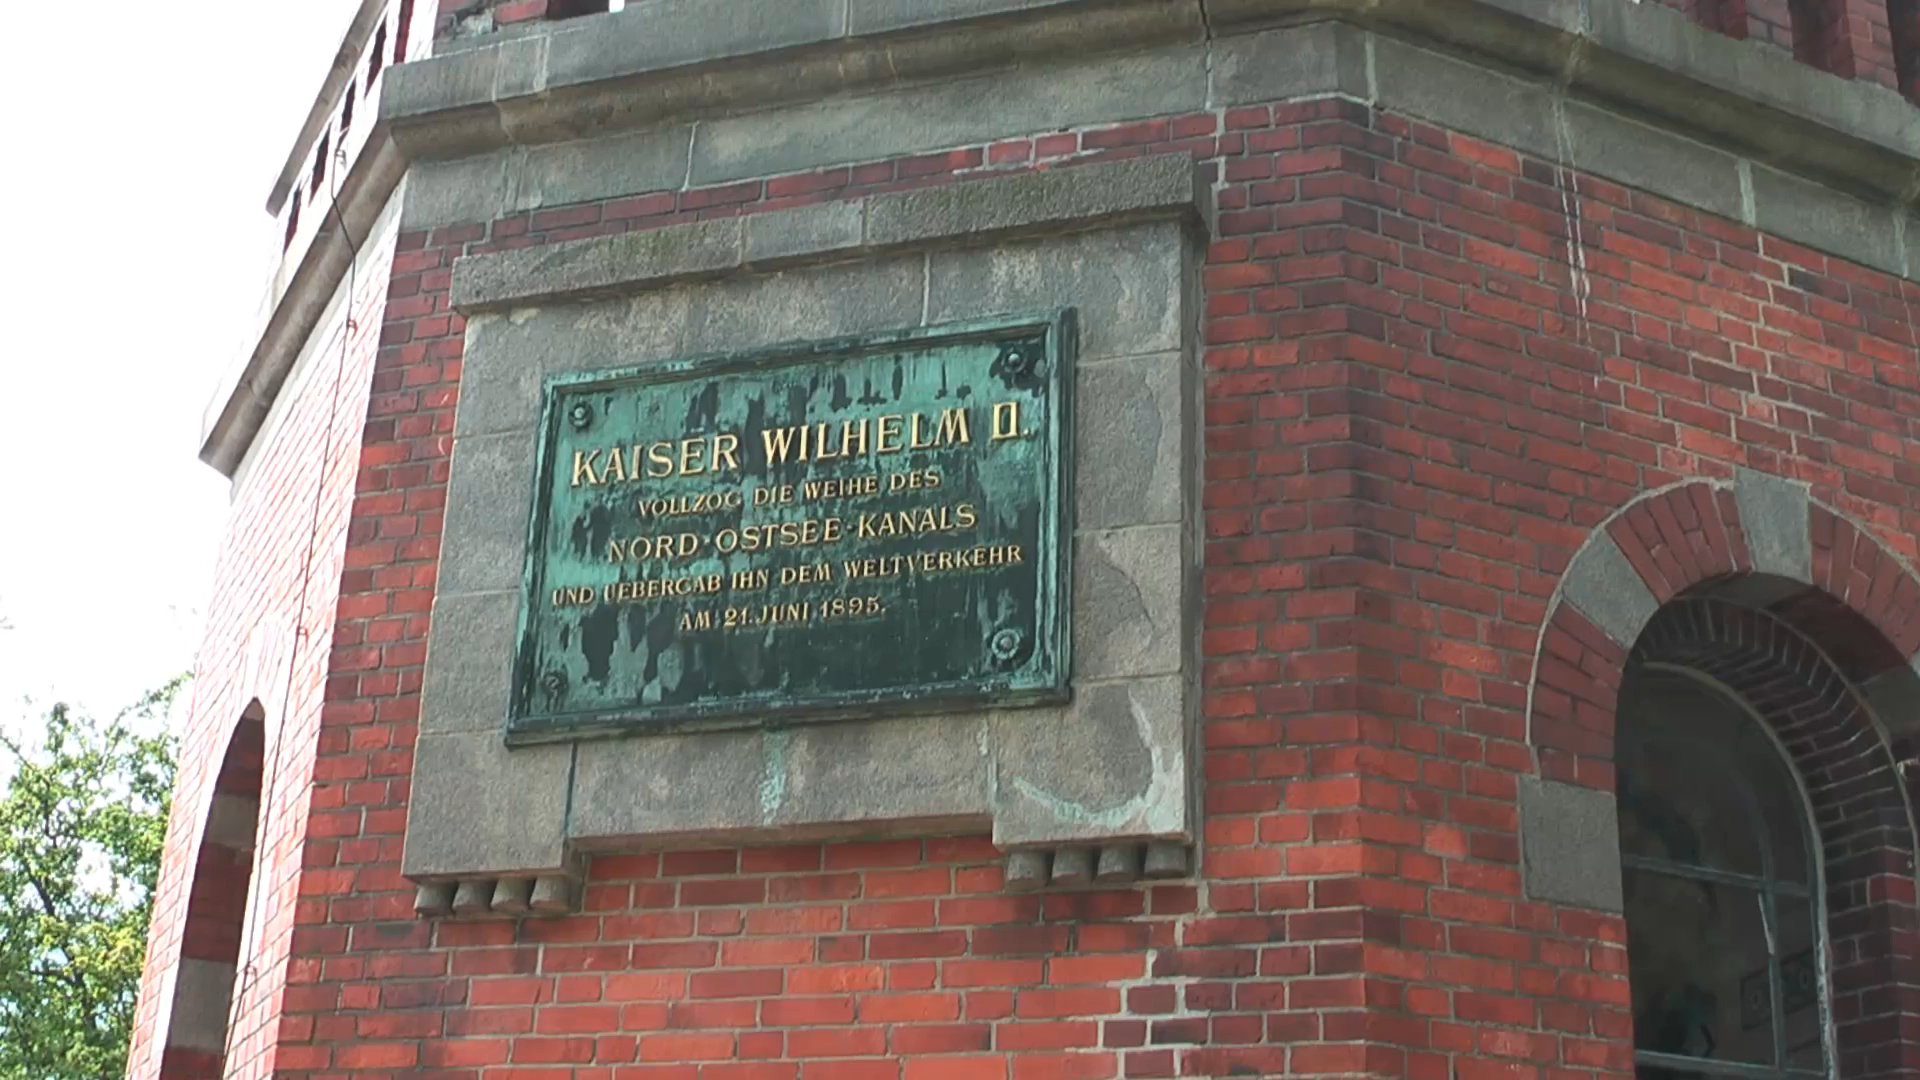 KAISER WILHELM II.
VOLLZOG DIE WEIHE DES
NORD·OSTSEE·KANALS
UND UEBERGAB IHN DEM WELTVERKEHR
AM 21. JUNI 1895.